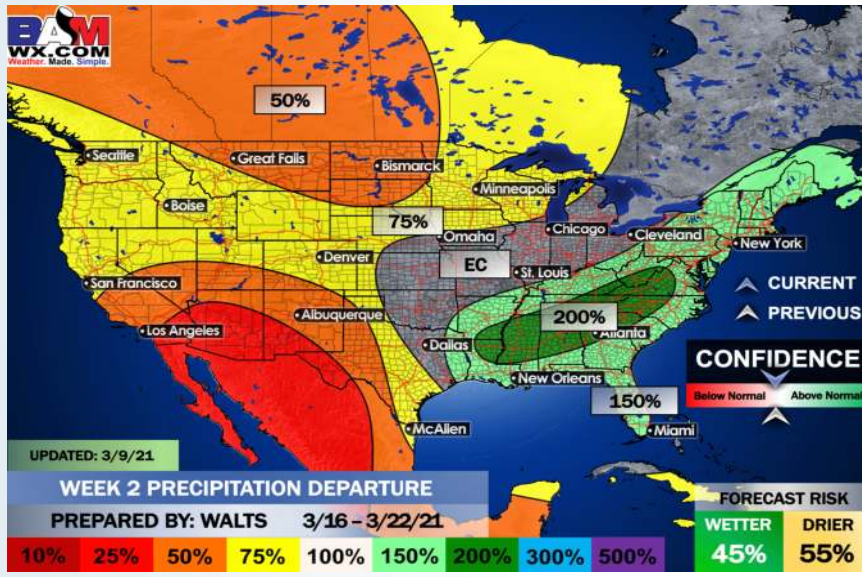 BAM
WX.COM
Weather. Made. Simple.
50%
Seattle
Great Falls
Bismarck
Minneapolis
Boise
75%
Omaha
Chicago
Cleveland
New York
Denver
EC
St. Louis
San Francisco
CURRENT
Albuquerque
200%
PREVIOUS
Los Angeles
Atlanta
Dallas
CONFIDENCE
New Orleans
Below Normal
Above Normal
150%
McAllen
Miami
UPDATED: 3/9/21
WEEK 2 PRECIPITATION DEPARTURE
FORECAST RISK
PREPARED BY: WALTS 3/16 – 3/22/21
WETTER DRIER
45% 55%
10% 25% 50% 75% 100% 150% 200% 300% 500%